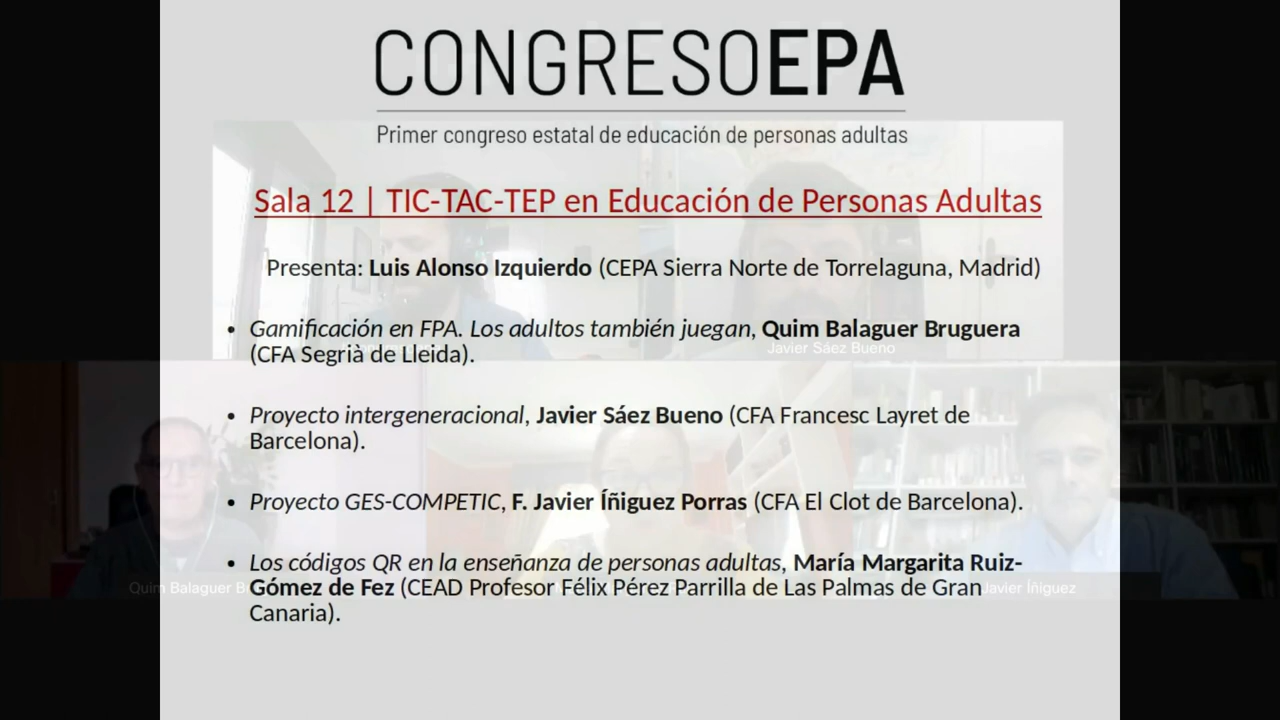 CONGRESOEPA
Primer congreso estatal de educación de personas adultas
Sala 12 | TIC-TAC-TEP en Educación de Personas Adultas
Presenta: Luis Alonso Izquierdo (CEPA Sierra Norte de Torrelaguna, Madrid)
• Gamificación en FPA. Los adultos también juegan, Quim Balaguer Bruguera
(CFA Segrià de Lleida).
Javier Sáez Bueno
• Proyecto intergeneracional, Javier Sáez Bueno (CFA Francesc Layret de
Barcelona).
• Proyecto GES-COMPETIC, F. Javier Íñiguez Porras (CFA El Clot de Barcelona).
• Los códigos QR en la enseñanza de personas adultas, María Margarita Ruiz-
Gómez de Fez (CEAD Profesor Félix Pérez Parrilla de Las Palmas de Gran
Canaria).
Quim Balaguer B
Javier Íñiguez